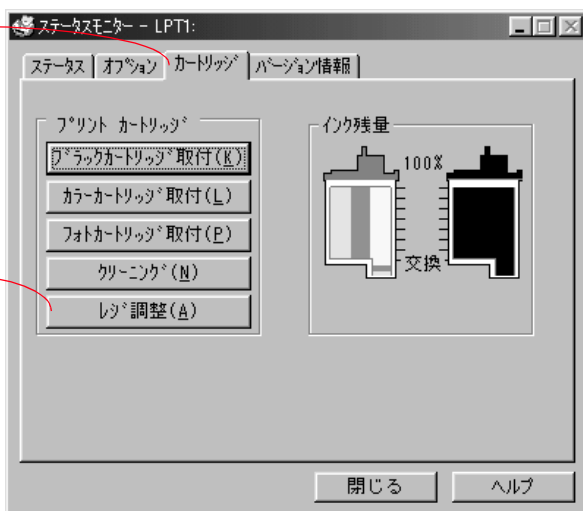 ステータスモニター - LPT1:
ステータス オプション カートリッジ バージョン情報
プリント カートリッジ
ブラックカートリッジ取付(K)
カラーカートリッジ取付(L)
フォトカートリッジ取付(P)
クリーニング(N)
レジ調整(A)
インク残量
100%
交換
閉じる ヘルプ